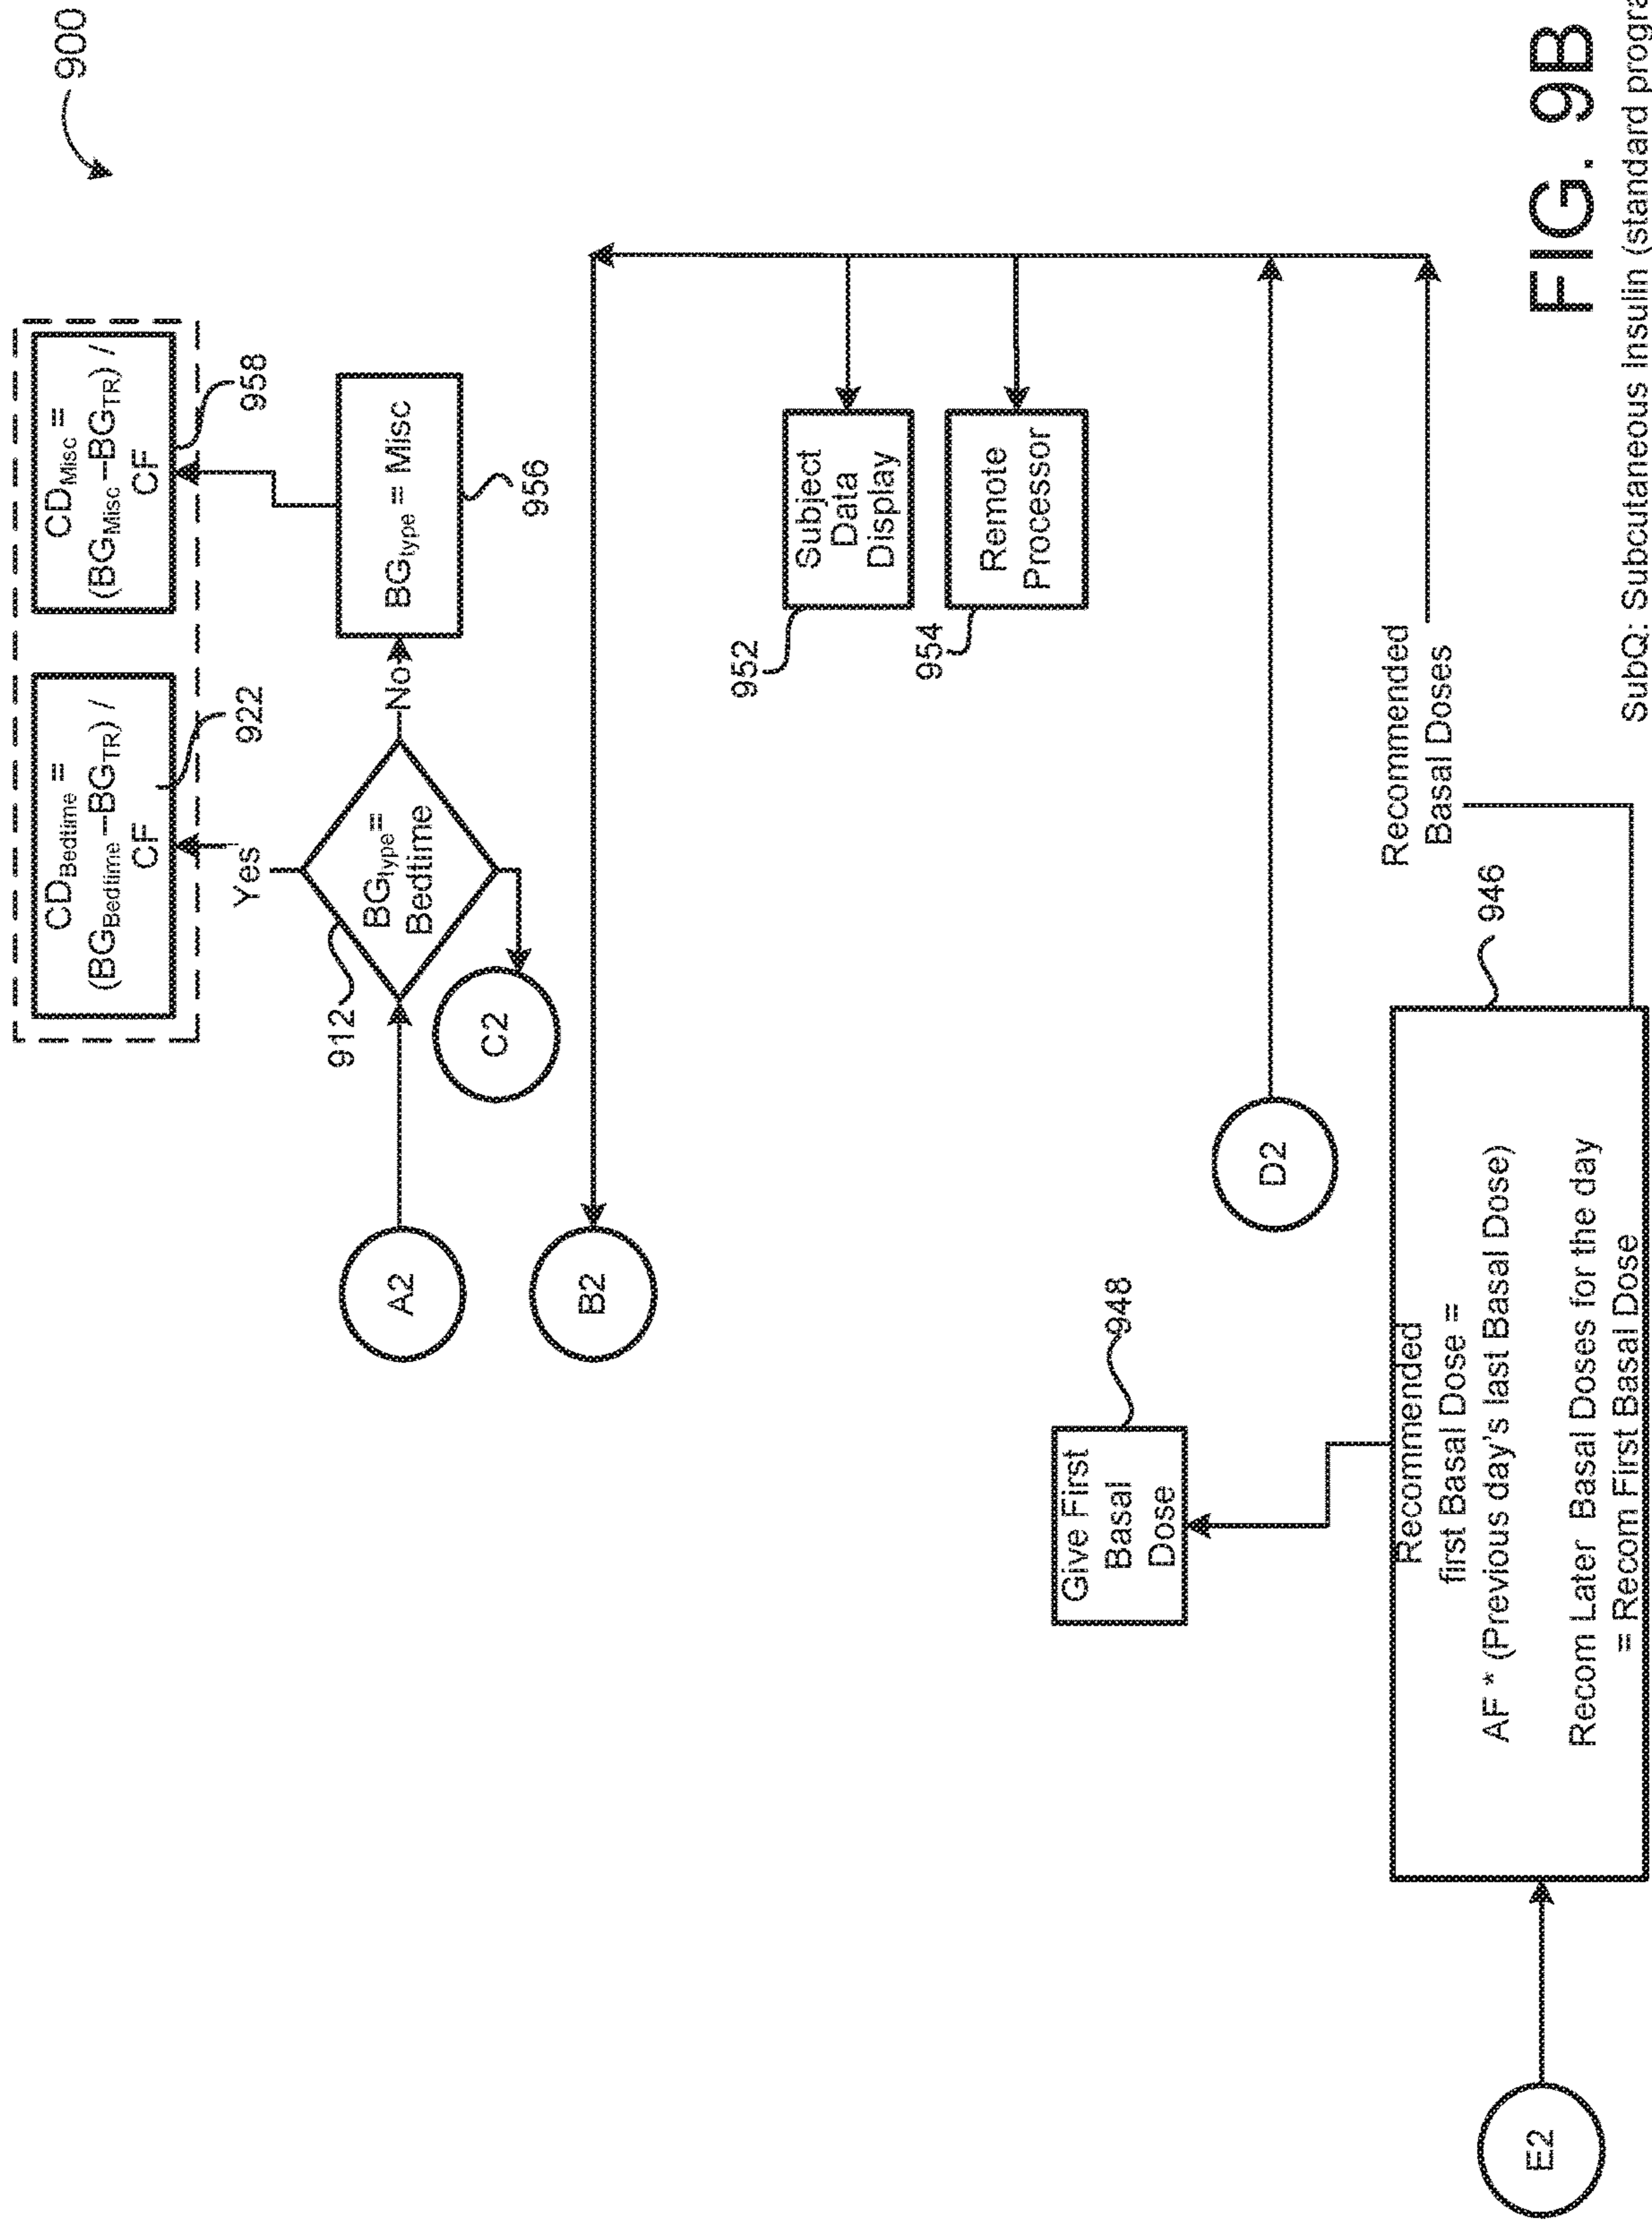 900
CD_Bedtime =
(BG_Bedtime–BG_TR) /
CF
922
CD_Misc =
(BG_Misc–BG_TR) /
CF
958
Yes
912
BG_type=
Bedtime
No
BG_type = Misc
956
A2
C2
B2
952
Subject
Data
Display
954
Remote
Processor
D2
948
Give First
Basal
Dose
Recommended
Basal Doses
946
Recommended
first Basal Dose =
AF * (Previous day's last Basal Dose)
Recom Later Basal Doses for the day
= Recom First Basal Dose
E2
FIG. 9B
SubQ: Subcutaneous Insulin (standard